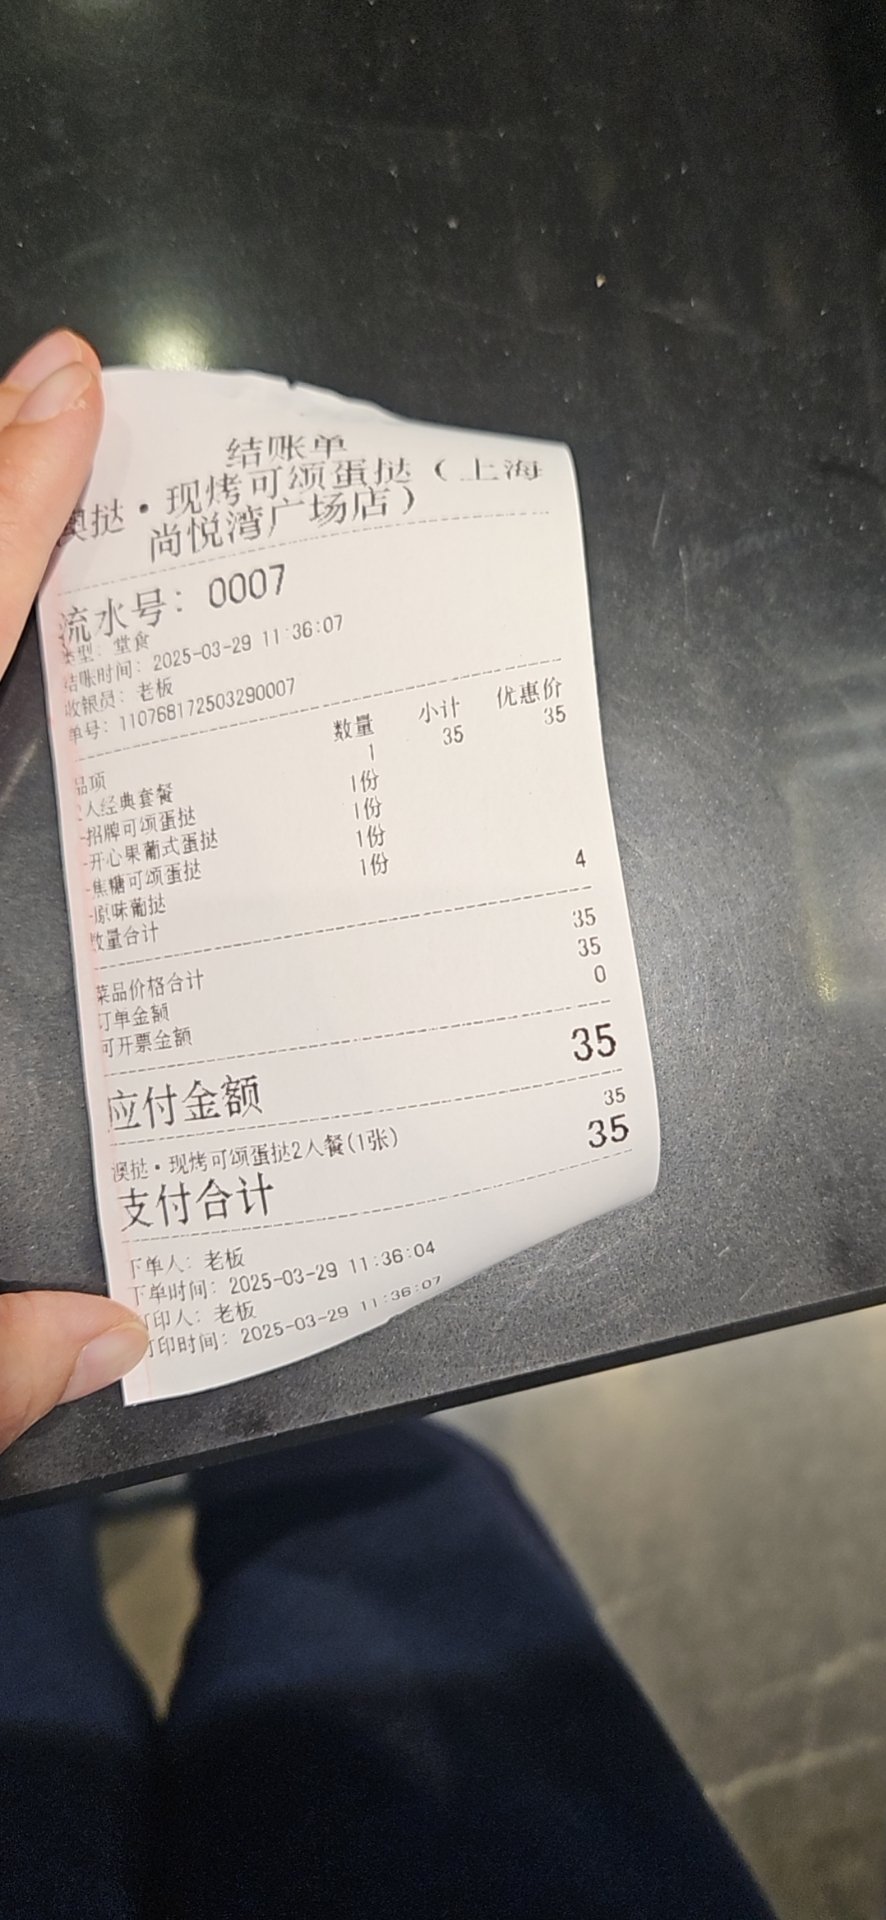 结账单
澳挞·现烤可颂蛋挞（上海
尚悦湾广场店）
流水号：0007
类型：堂食
结账时间：2025-03-29 11:36:07
收银员：老板
单号：110768172503290007
品项 数量 小计 优惠价
2人经典套餐 1 35 35
-招牌可颂蛋挞 1份
-开心果葡式蛋挞 1份
-焦糖可颂蛋挞 1份
-原味葡挞 1份
数量合计 4
菜品价格合计 35
订单金额 35
可开票金额 0
应付金额 35
澳挞·现烤可颂蛋挞2人餐(1张) 35
支付合计 35
下单人：老板
下单时间：2025-03-29 11:36:04
打印人：老板
打印时间：2025-03-29 11:36:07